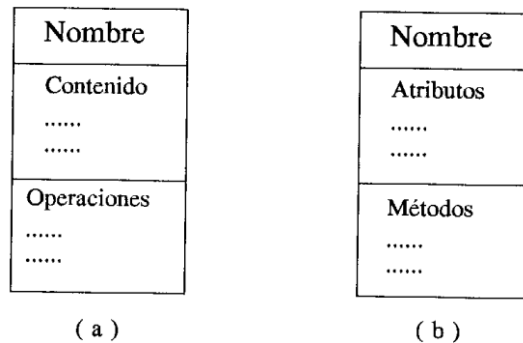 Nombre
Contenido
......
......
Operaciones
......
......
( a )
Nombre
Atributos
......
......
Métodos
......
......
( b )